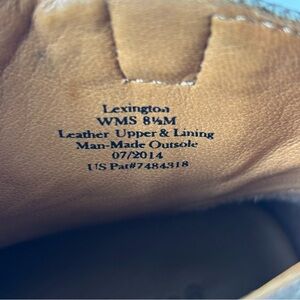 Lexington
WMS 8½M
Leather Upper & Lining
Man-Made Outsole
07/2014
US Pat#7484318